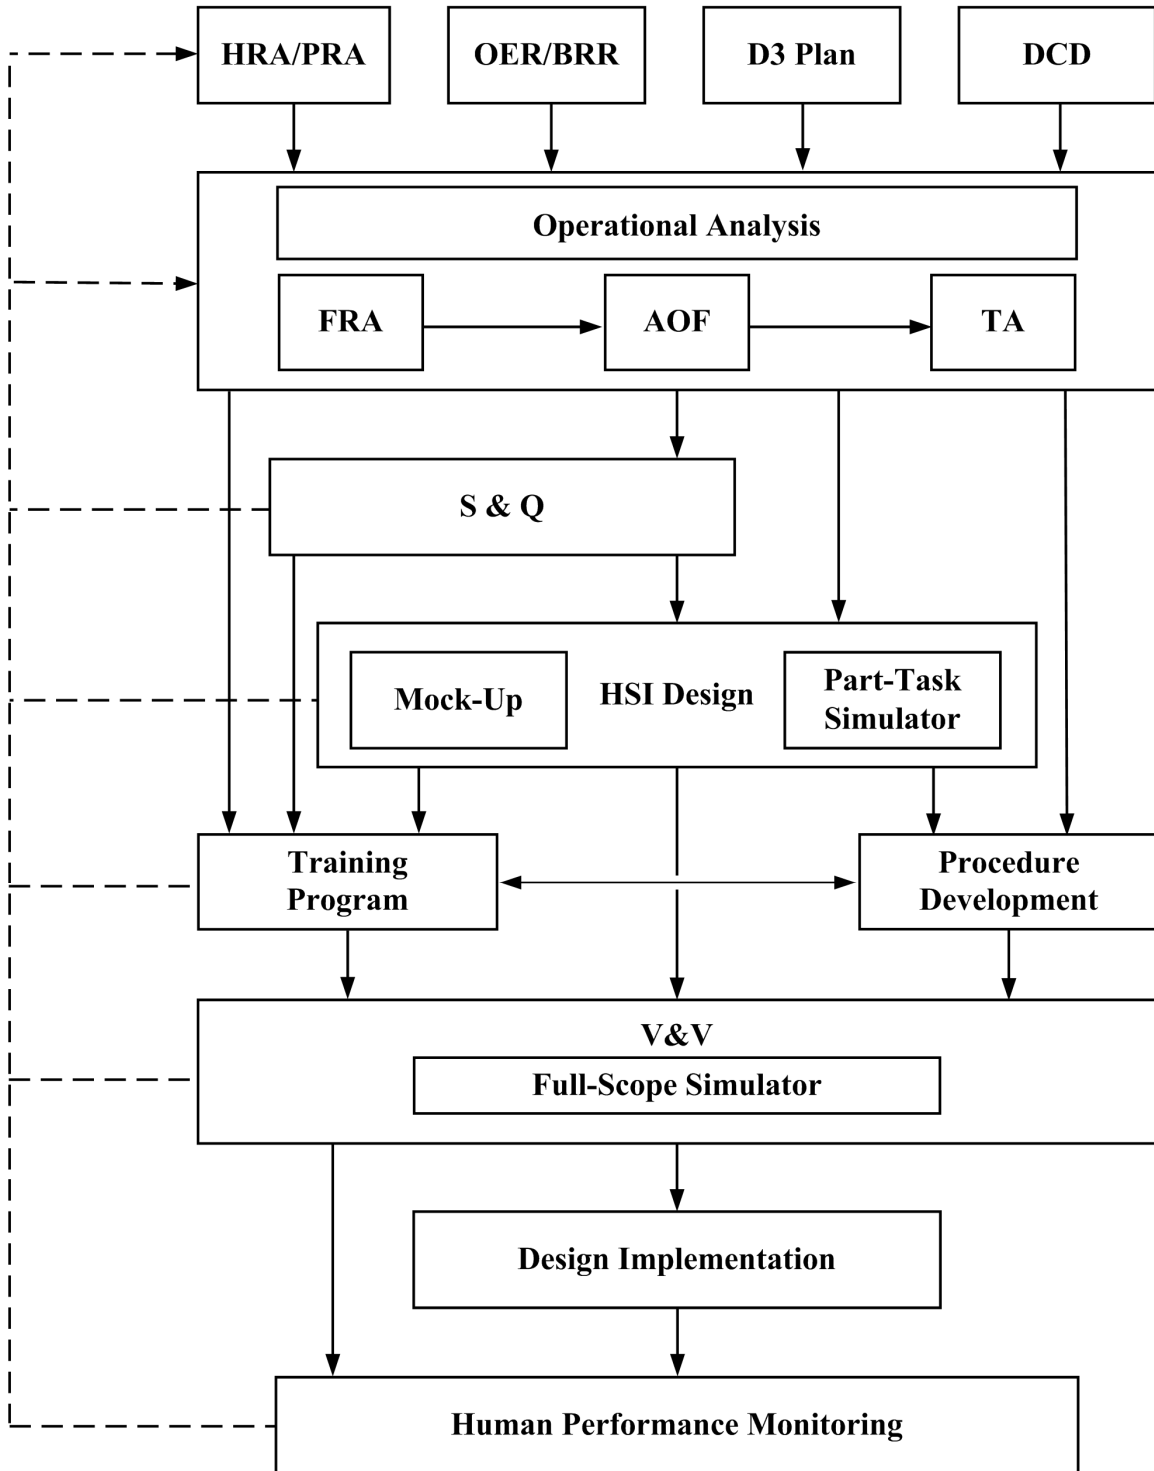 HRA/PRA
OER/BRR
D3 Plan
DCD
Operational Analysis
FRA
AOF
TA
S & Q
Mock-Up
HSI Design
Part-Task
Simulator
Training
Program
Procedure
Development
V&V
Full-Scope Simulator
Design Implementation
Human Performance Monitoring